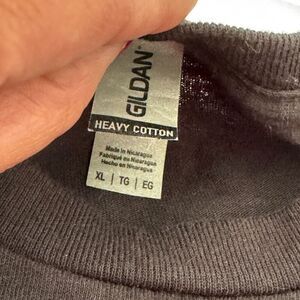 GILDAN
HEAVY COTTON
Made in Nicaragua
Fabriqué au Nicaragua
Hecho en Nicaragua
XL | TG | EG